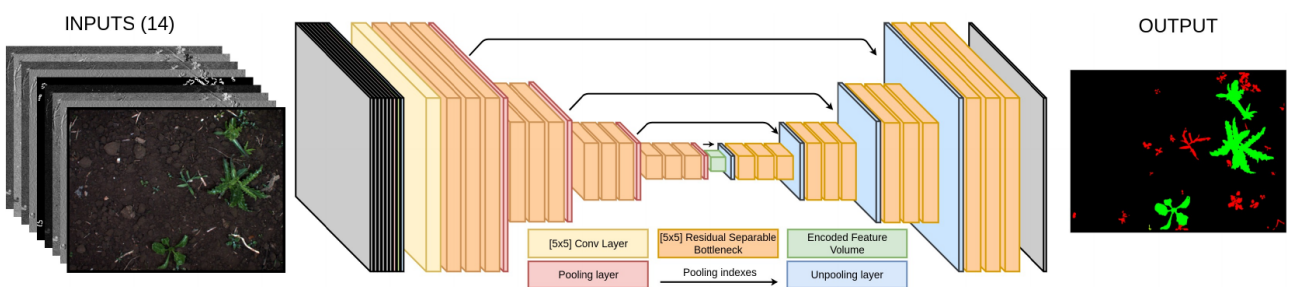 INPUTS (14)
OUTPUT
[5x5] Conv Layer
[5x5] Residual Separable
Bottleneck
Encoded Feature
Volume
Pooling layer
Pooling indexes
Unpooling layer